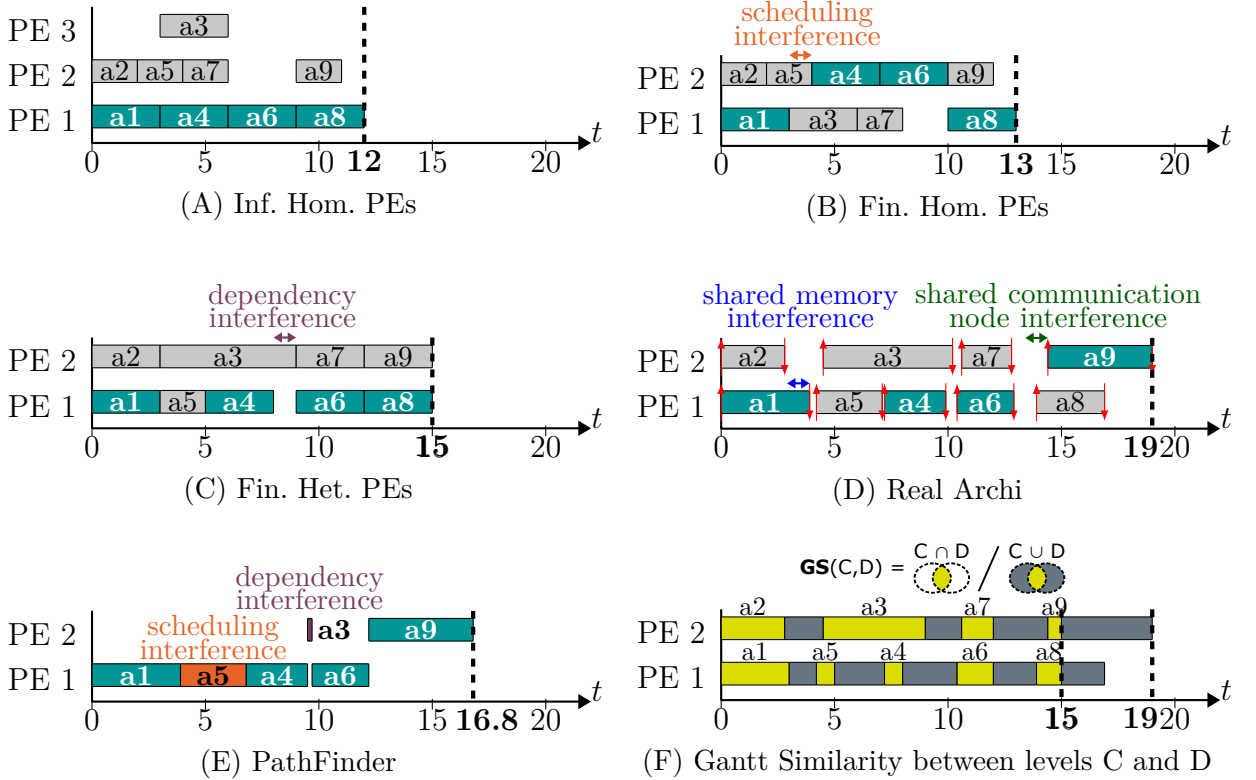 PE 3
a3
PE 2
a2 a5 a7 a9
PE 1
a1 a4 a6 a8
t
0 5 10 12 15 20
(A) Inf. Hom. PEs
scheduling
interference
PE 2
a2 a5 a4 a6 a9
PE 1
a1 a3 a7 a8
t
0 5 10 13 15 20
(B) Fin. Hom. PEs
dependency
interference
PE 2
a2 a3 a7 a9
PE 1
a1 a5 a4 a6 a8
t
0 5 10 15 20
(C) Fin. Het. PEs
shared memory
interference
shared communication
node interference
PE 2
a2 a3 a7 a9
PE 1
a1 a5 a4 a6 a8
t
0 5 10 15 19 20
(D) Real Archi
dependency
interference
scheduling
interference
PE 2
a3 a9
PE 1
a1 a5 a4 a6
t
0 5 10 15 16.8 20
(E) PathFinder
C ∩ D C ∪ D
GS(C,D) = /
a2 a3 a7 a9
PE 2
a1 a5 a4 a6 a8
PE 1
t
0 5 10 15 19 20
(F) Gantt Similarity between levels C and D